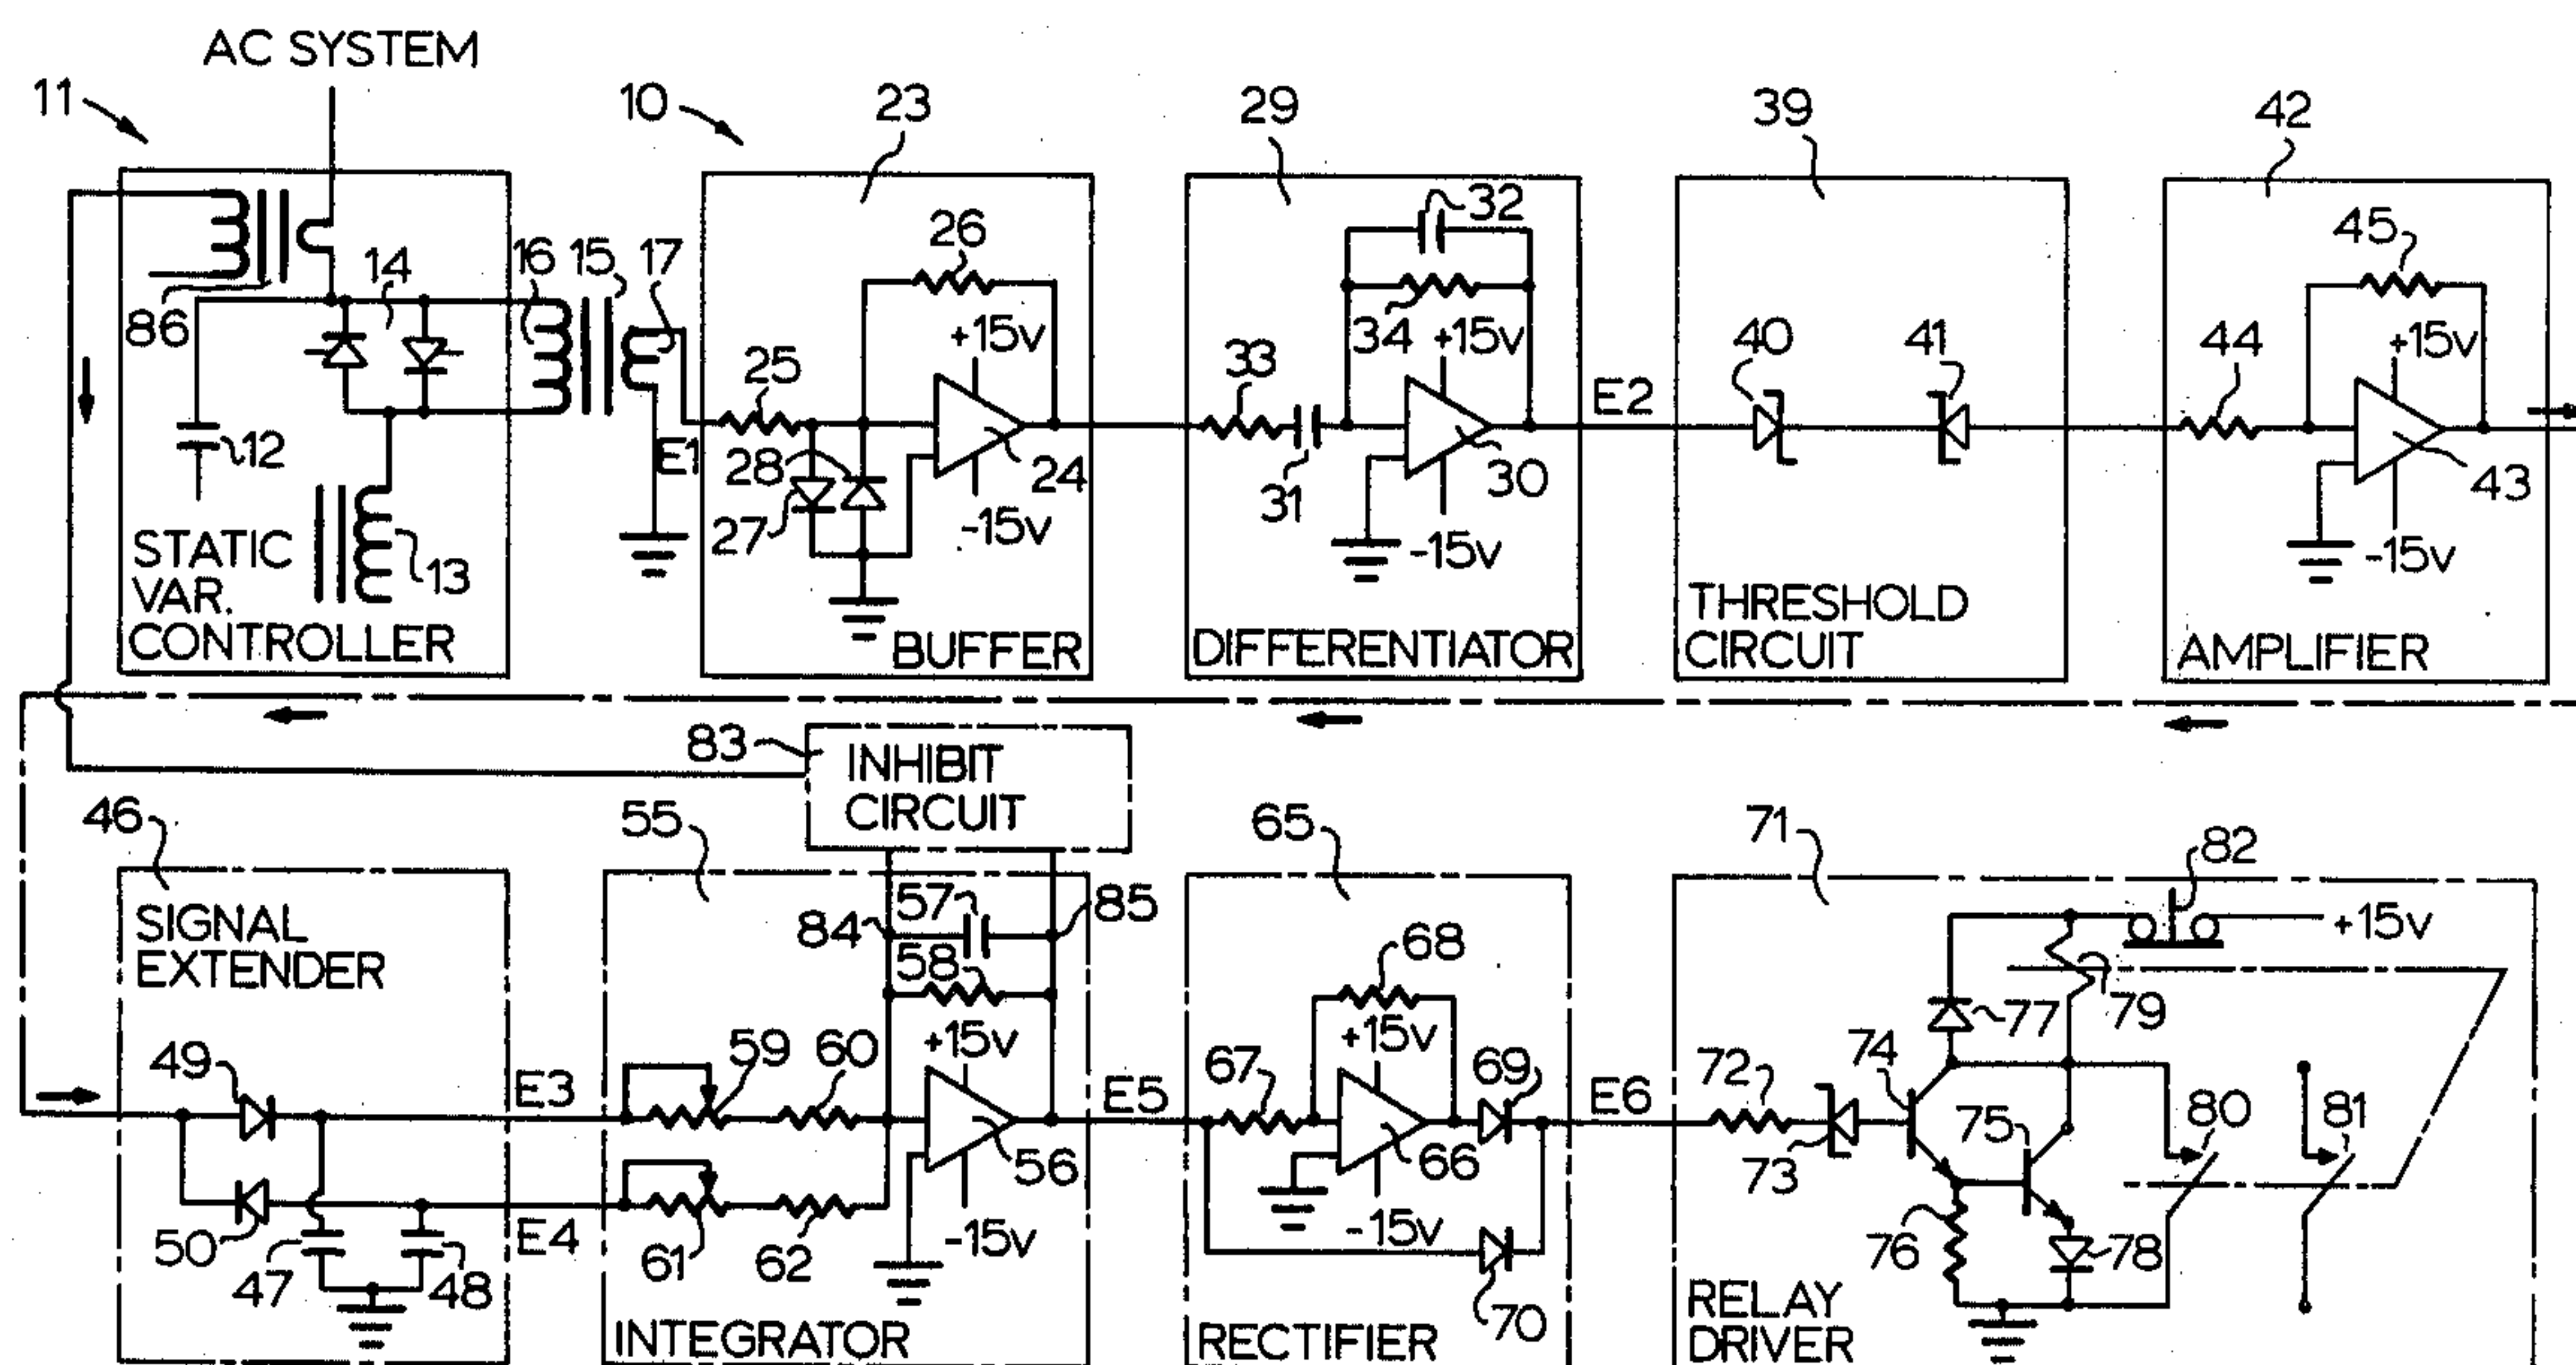 AC SYSTEM
11
10
23
29
39
42
86
14
16
15
17
12
13
STATIC
VAR.
CONTROLLER
E1
25
26
27
28
24
+15v
-15v
BUFFER
32
34
33
31
30
+15v
-15v
DIFFERENTIATOR
E2
40
41
THRESHOLD
CIRCUIT
44
45
43
+15v
-15v
AMPLIFIER
83
INHIBIT
CIRCUIT
46
SIGNAL
EXTENDER
49
50
47
48
E3
E4
55
84
57
85
58
59
60
61
62
56
+15v
-15v
INTEGRATOR
E5
65
68
67
66
69
70
+15v
-15v
RECTIFIER
E6
71
82
+15v
79
77
74
72
73
75
76
78
80
81
RELAY
DRIVER